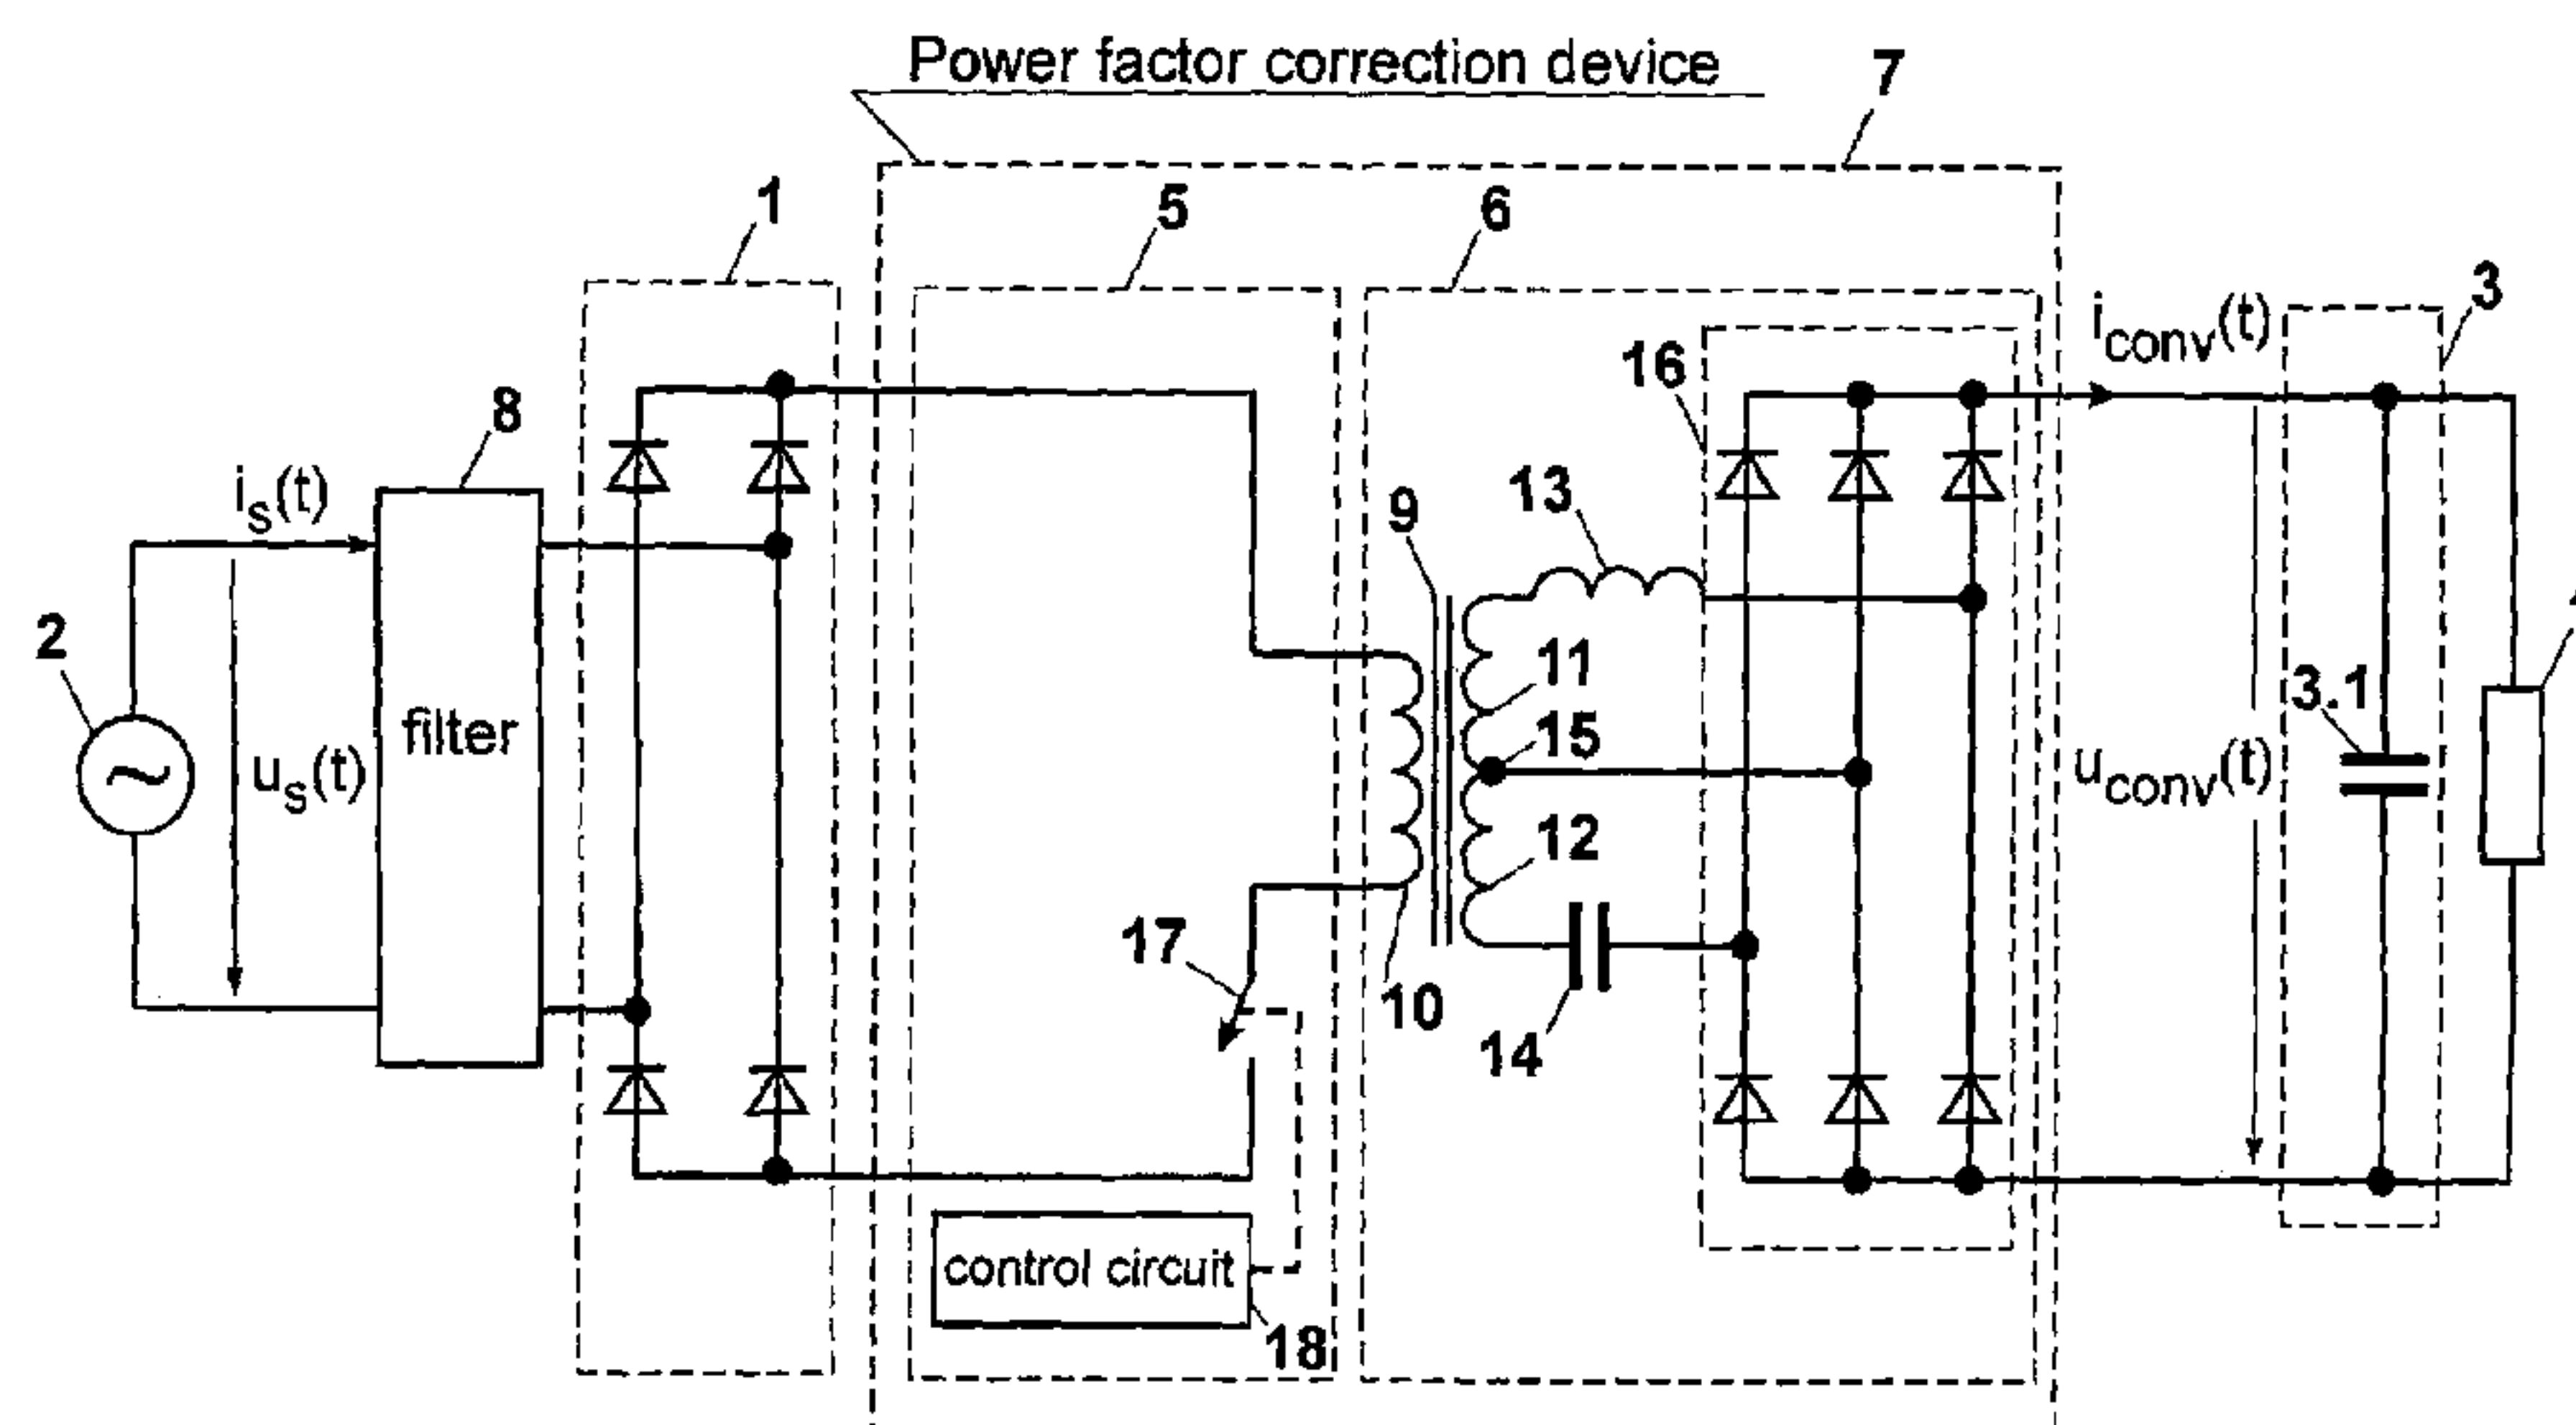 Power factor correction device
7
1
5
6
i_conv(t)
3
16
8
i_s(t)
13
9
2
11
3.1
15
filter
u_s(t)
u_conv(t)
12
17
10
14
control circuit
18